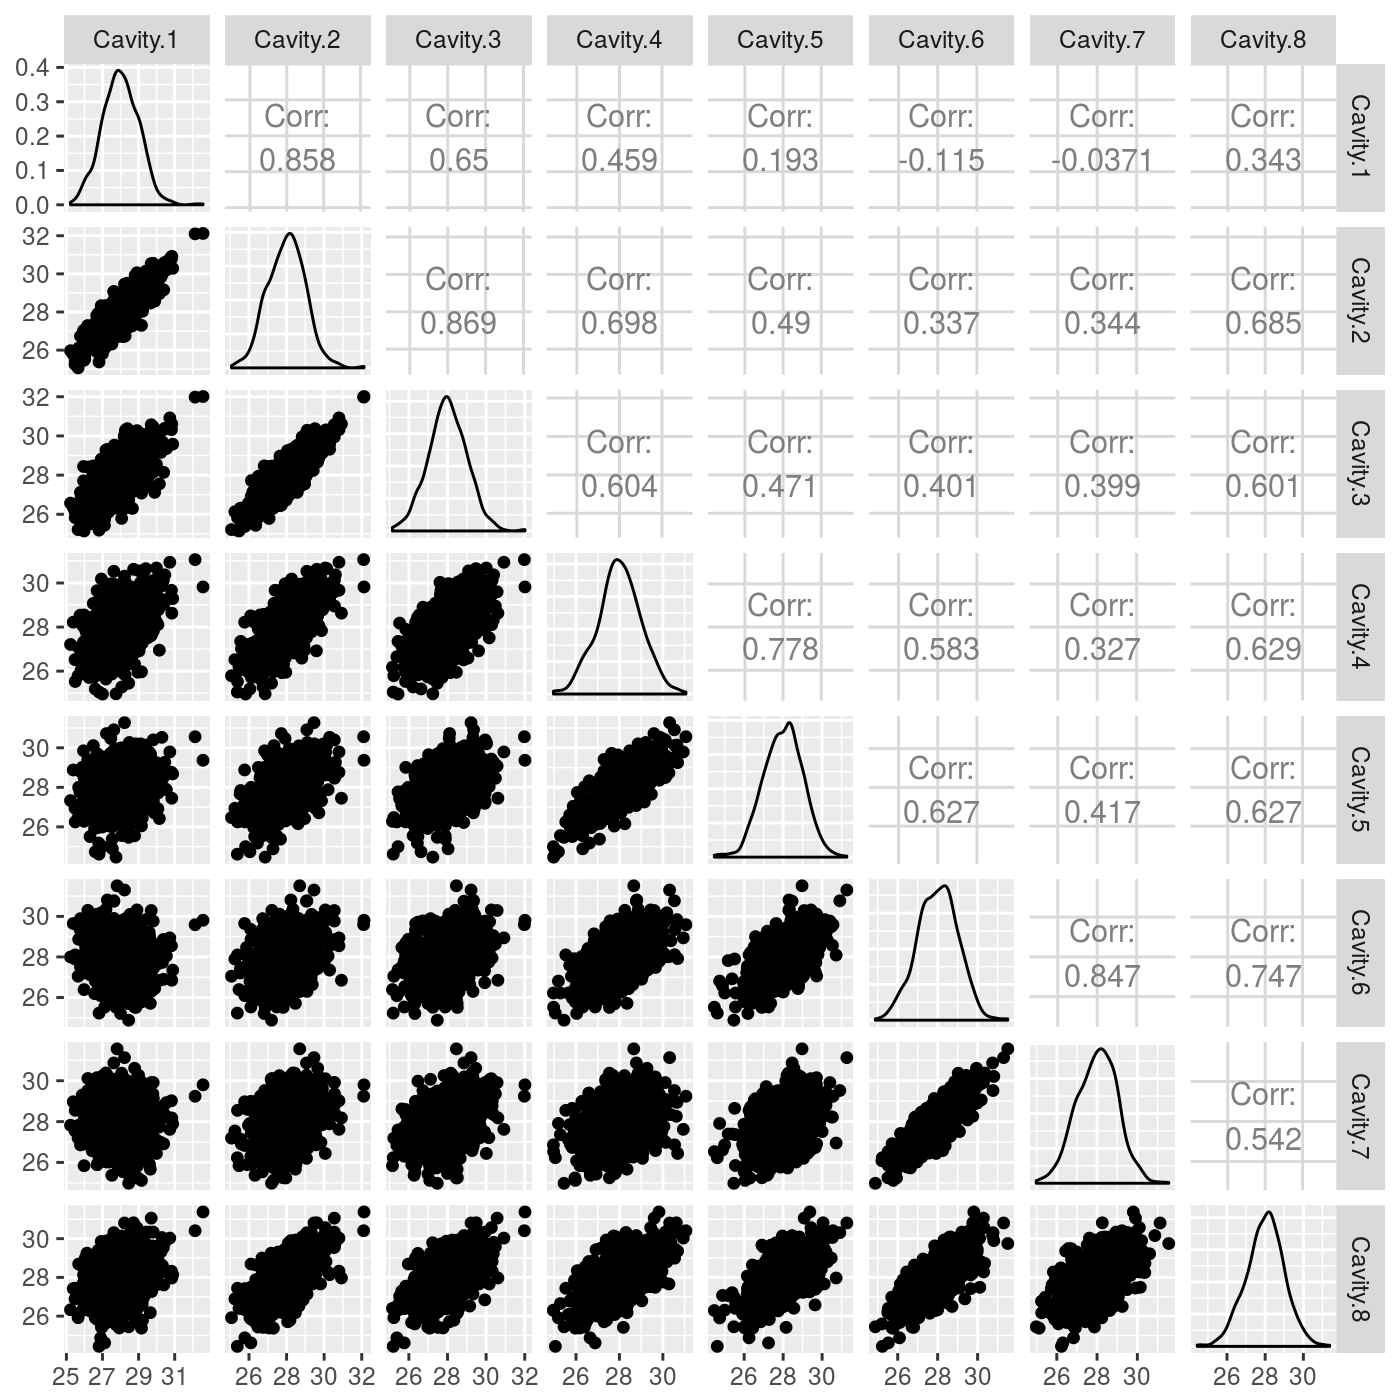 Cavity.1 Cavity.2 Cavity.3 Cavity.4 Cavity.5 Cavity.6 Cavity.7 Cavity.8
0.4
0.3
0.2
0.1
0.0
Corr: Corr: Corr: Corr: Corr: Corr: Corr:
0.858 0.65 0.459 0.193 -0.115 -0.0371 0.343
Cavity.1
32
30
28
26
Corr: Corr: Corr: Corr: Corr: Corr:
0.869 0.698 0.49 0.337 0.344 0.685
Cavity.2
32
30
28
26
Corr: Corr: Corr: Corr: Corr:
0.604 0.471 0.401 0.399 0.601
Cavity.3
30
28
26
Corr: Corr: Corr: Corr:
0.778 0.583 0.327 0.629
Cavity.4
30
28
26
Corr: Corr: Corr:
0.627 0.417 0.627
Cavity.5
30
28
26
Corr: Corr:
0.847 0.747
Cavity.6
30
28
26
Corr:
0.542
Cavity.7
30
28
26
Cavity.8
25 27 29 31 26 28 30 32 26 28 30 32 26 28 30 26 28 30 26 28 30 26 28 30 26 28 30